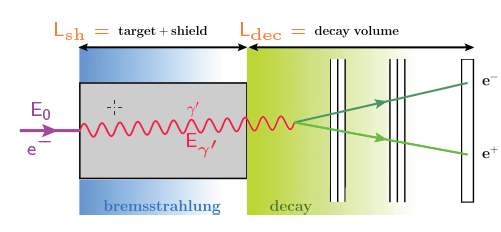 L_sh = target + shield
L_dec = decay volume
e−
γ′
E_0
E_γ′
e−
e+
bremsstrahlung
decay